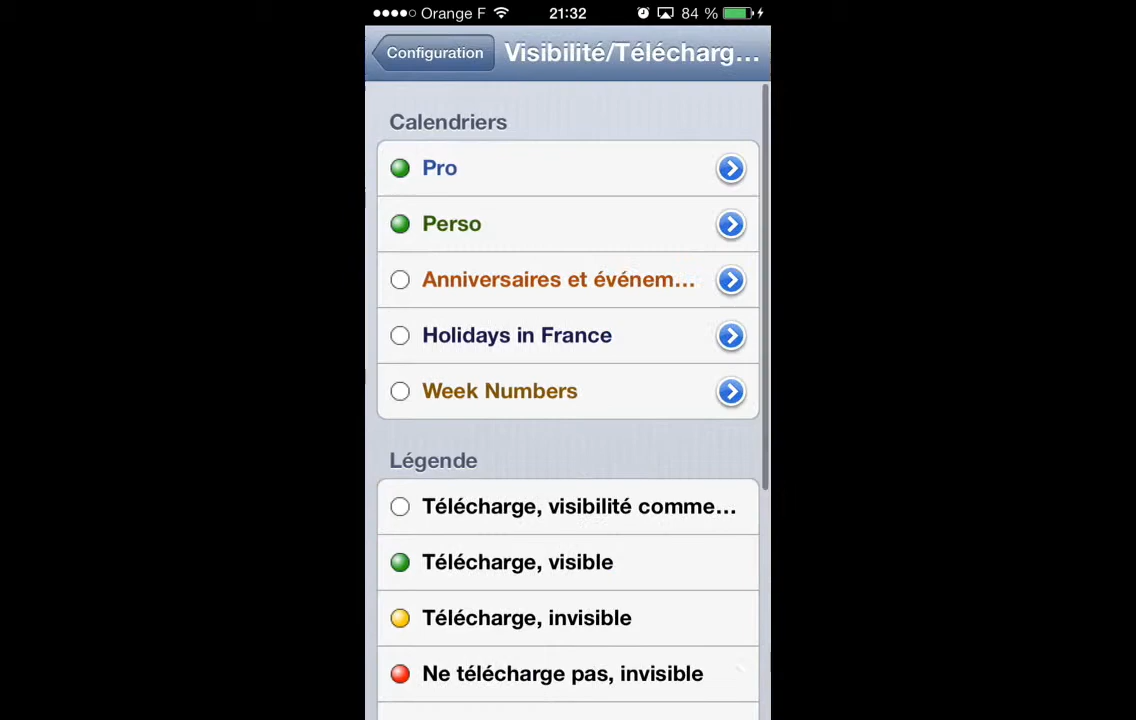 Orange F 21:32 84 %
Configuration Visibilité/Télécharg...
Calendriers
Pro
Perso
Anniversaires et événem...
Holidays in France
Week Numbers
Légende
Télécharge, visibilité comme...
Télécharge, visible
Télécharge, invisible
Ne télécharge pas, invisible